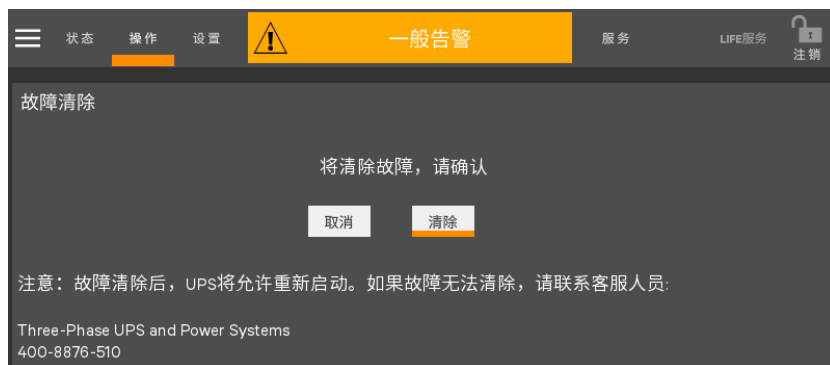 状态 操作 设置 一般告警 服务 LIFE服务 注销
故障清除
将清除故障，请确认
取消 清除
注意：故障清除后，UPS将允许重新启动。如果故障无法清除，请联系客服人员:
Three-Phase UPS and Power Systems
400-8876-510